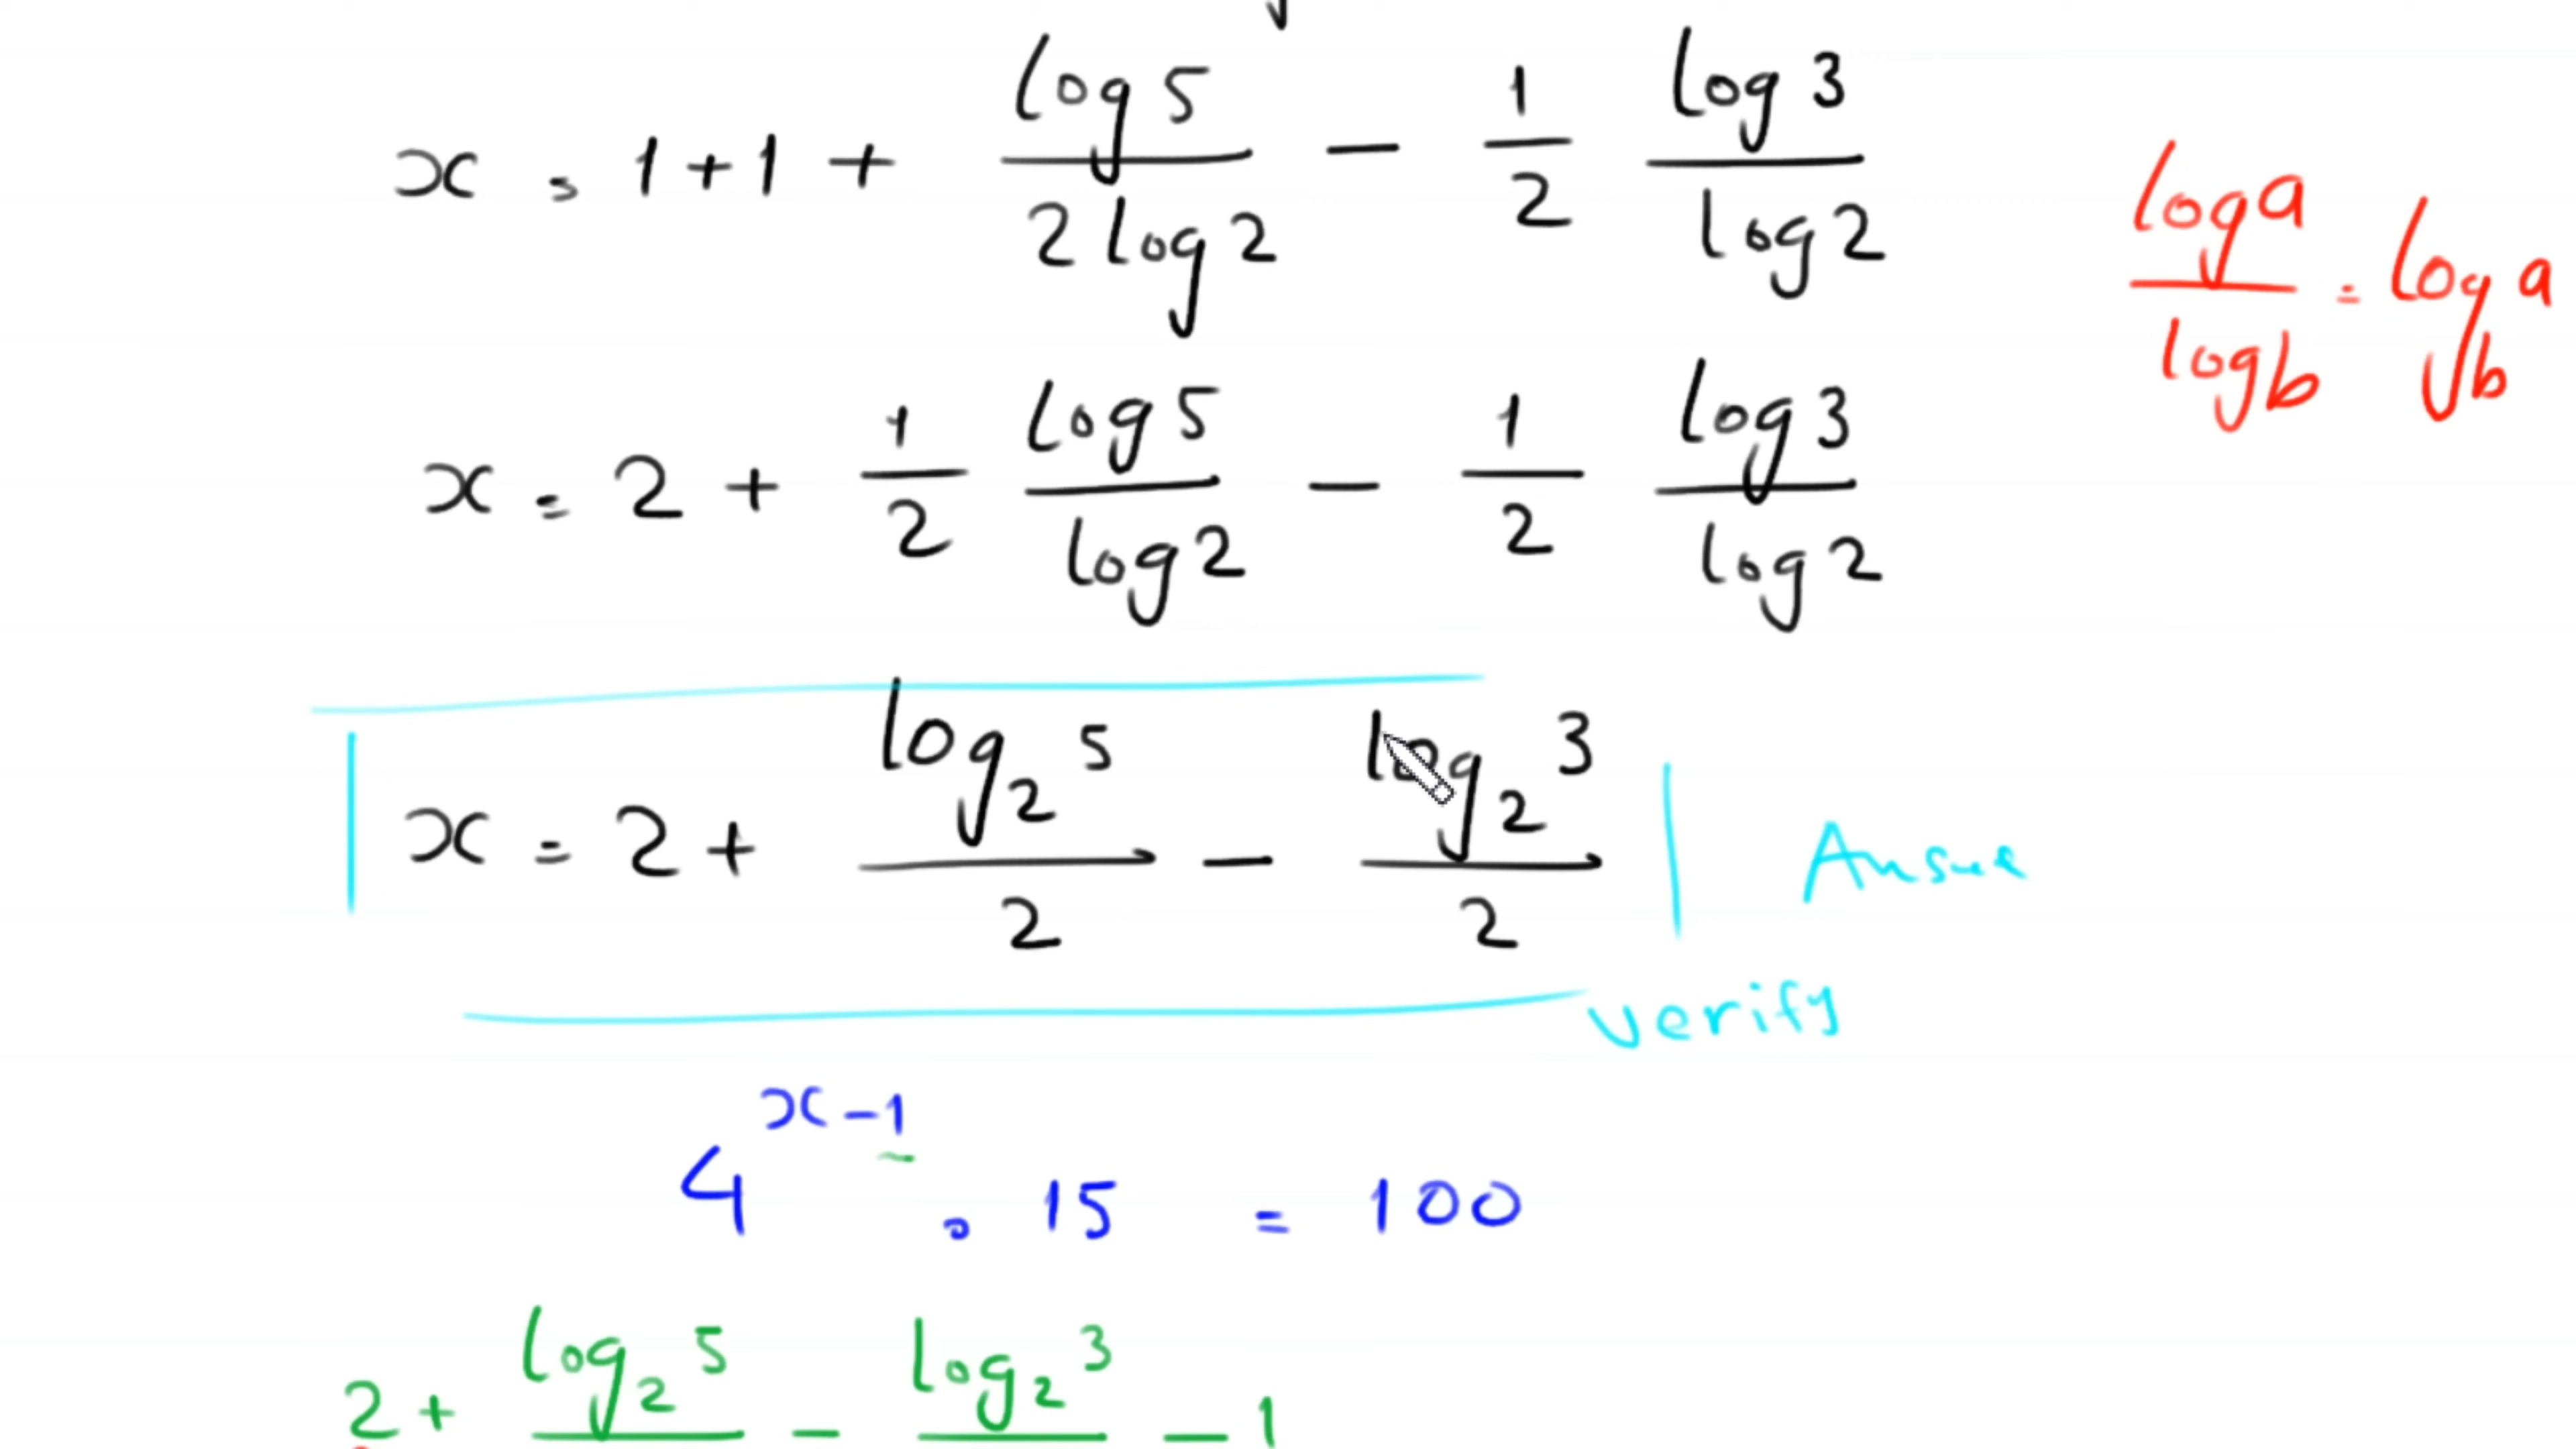 x = 1 + 1 + log 5 / 2 log 2 − 1/2 log 3 / log 2
log a / log b = log_b a
x = 2 + 1/2 log 5 / log 2 − 1/2 log 3 / log 2
x = 2 + log_2 5 / 2 − log_2 3 / 2
verify
4^(x−1) . 15 = 100
2 + log_2 5 − log_2 3 − 1